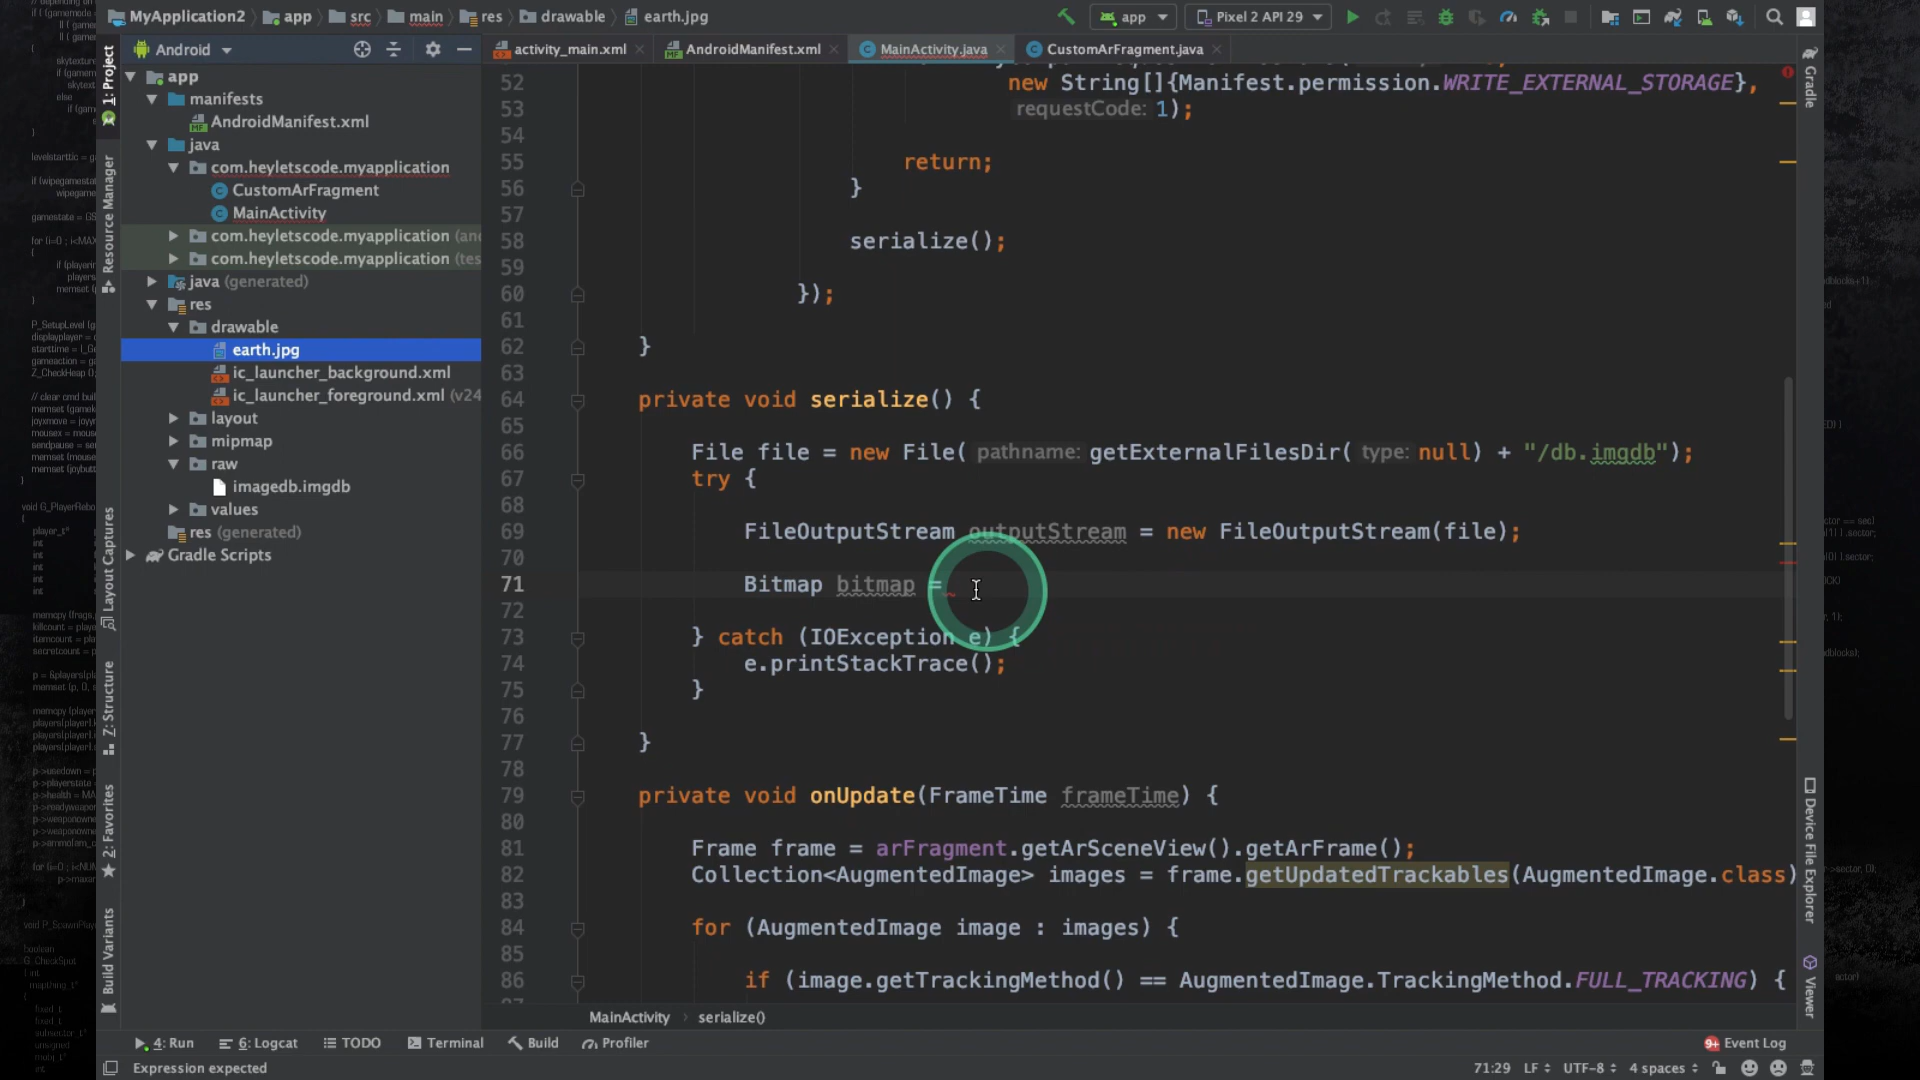 MyApplication2 app src main res drawable earth.jpg
app Pixel 2 API 29
Android
activity_main.xml AndroidManifest.xml MainActivity.java CustomArFragment.java
1: Project
Resource Manager
Layout Captures
Z: Structure
2: Favorites
Build Variants
app
manifests
AndroidManifest.xml
java
com.heyletscode.myapplication
CustomArFragment
MainActivity
com.heyletscode.myapplication (an
com.heyletscode.myapplication (tes
java (generated)
res
drawable
earth.jpg
ic_launcher_background.xml
ic_launcher_foreground.xml (v24
layout
mipmap
raw
imagedb.imgdb
values
res (generated)
Gradle Scripts
52 new String[]{Manifest.permission.WRITE_EXTERNAL_STORAGE},
53 requestCode: 1);
54
55 return;
56 }
57
58 serialize();
59
60 });
61
62 }
63
64 private void serialize() {
65
66 File file = new File( pathname: getExternalFilesDir( type: null) + "/db.imgdb");
67 try {
68
69 FileOutputStream outputStream = new FileOutputStream(file);
70
71 Bitmap bitmap =
72
73 } catch (IOException e) {
74 e.printStackTrace();
75 }
76
77 }
78
79 private void onUpdate(FrameTime frameTime) {
80
81 Frame frame = arFragment.getArSceneView().getArFrame();
82 Collection<AugmentedImage> images = frame.getUpdatedTrackables(AugmentedImage.class)
83
84 for (AugmentedImage image : images) {
85
86 if (image.getTrackingMethod() == AugmentedImage.TrackingMethod.FULL_TRACKING) {
Gradle
Device File Explorer
Viewer
MainActivity serialize()
4: Run 6: Logcat TODO Terminal Build Profiler 9+ Event Log
Expression expected 71:29 LF UTF-8 4 spaces